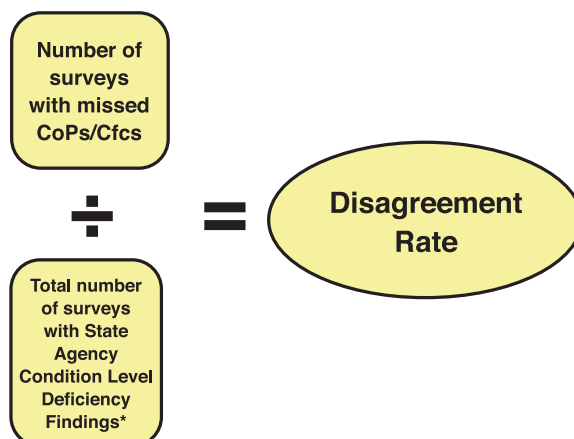 Number of
surveys
with missed
CoPs/Cfcs
÷
=
Disagreement
Rate
Total number
of surveys
with State
Agency
Condition Level
Deficiency
Findings*